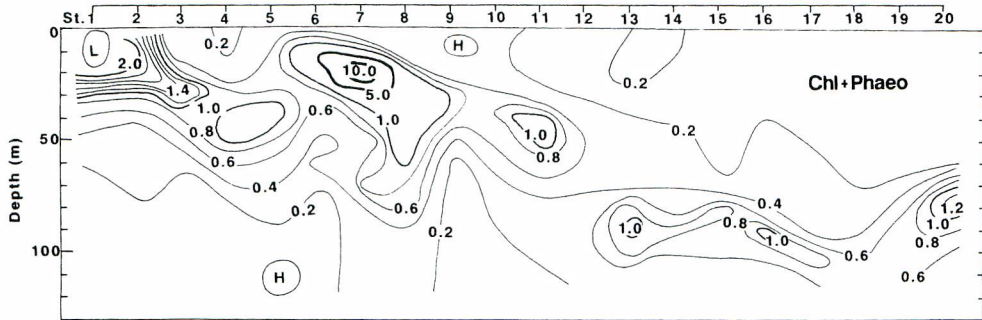 St. 1 2 3 4 5 6 7 8 9 10 11 12 13 14 15 16 17 18 19 20
0
0.2 H
L
2.0 10.0 0.2 Chl+Phaeo
1.4 5.0
1.0 0.6 1.0
0.8 1.0 0.2
50
0.8
0.6
0.4
0.2 0.6 0.4 1.2
0.2 1.0 0.8 1.0 1.0
100 0.6 0.8
H 0.6
Depth (m)